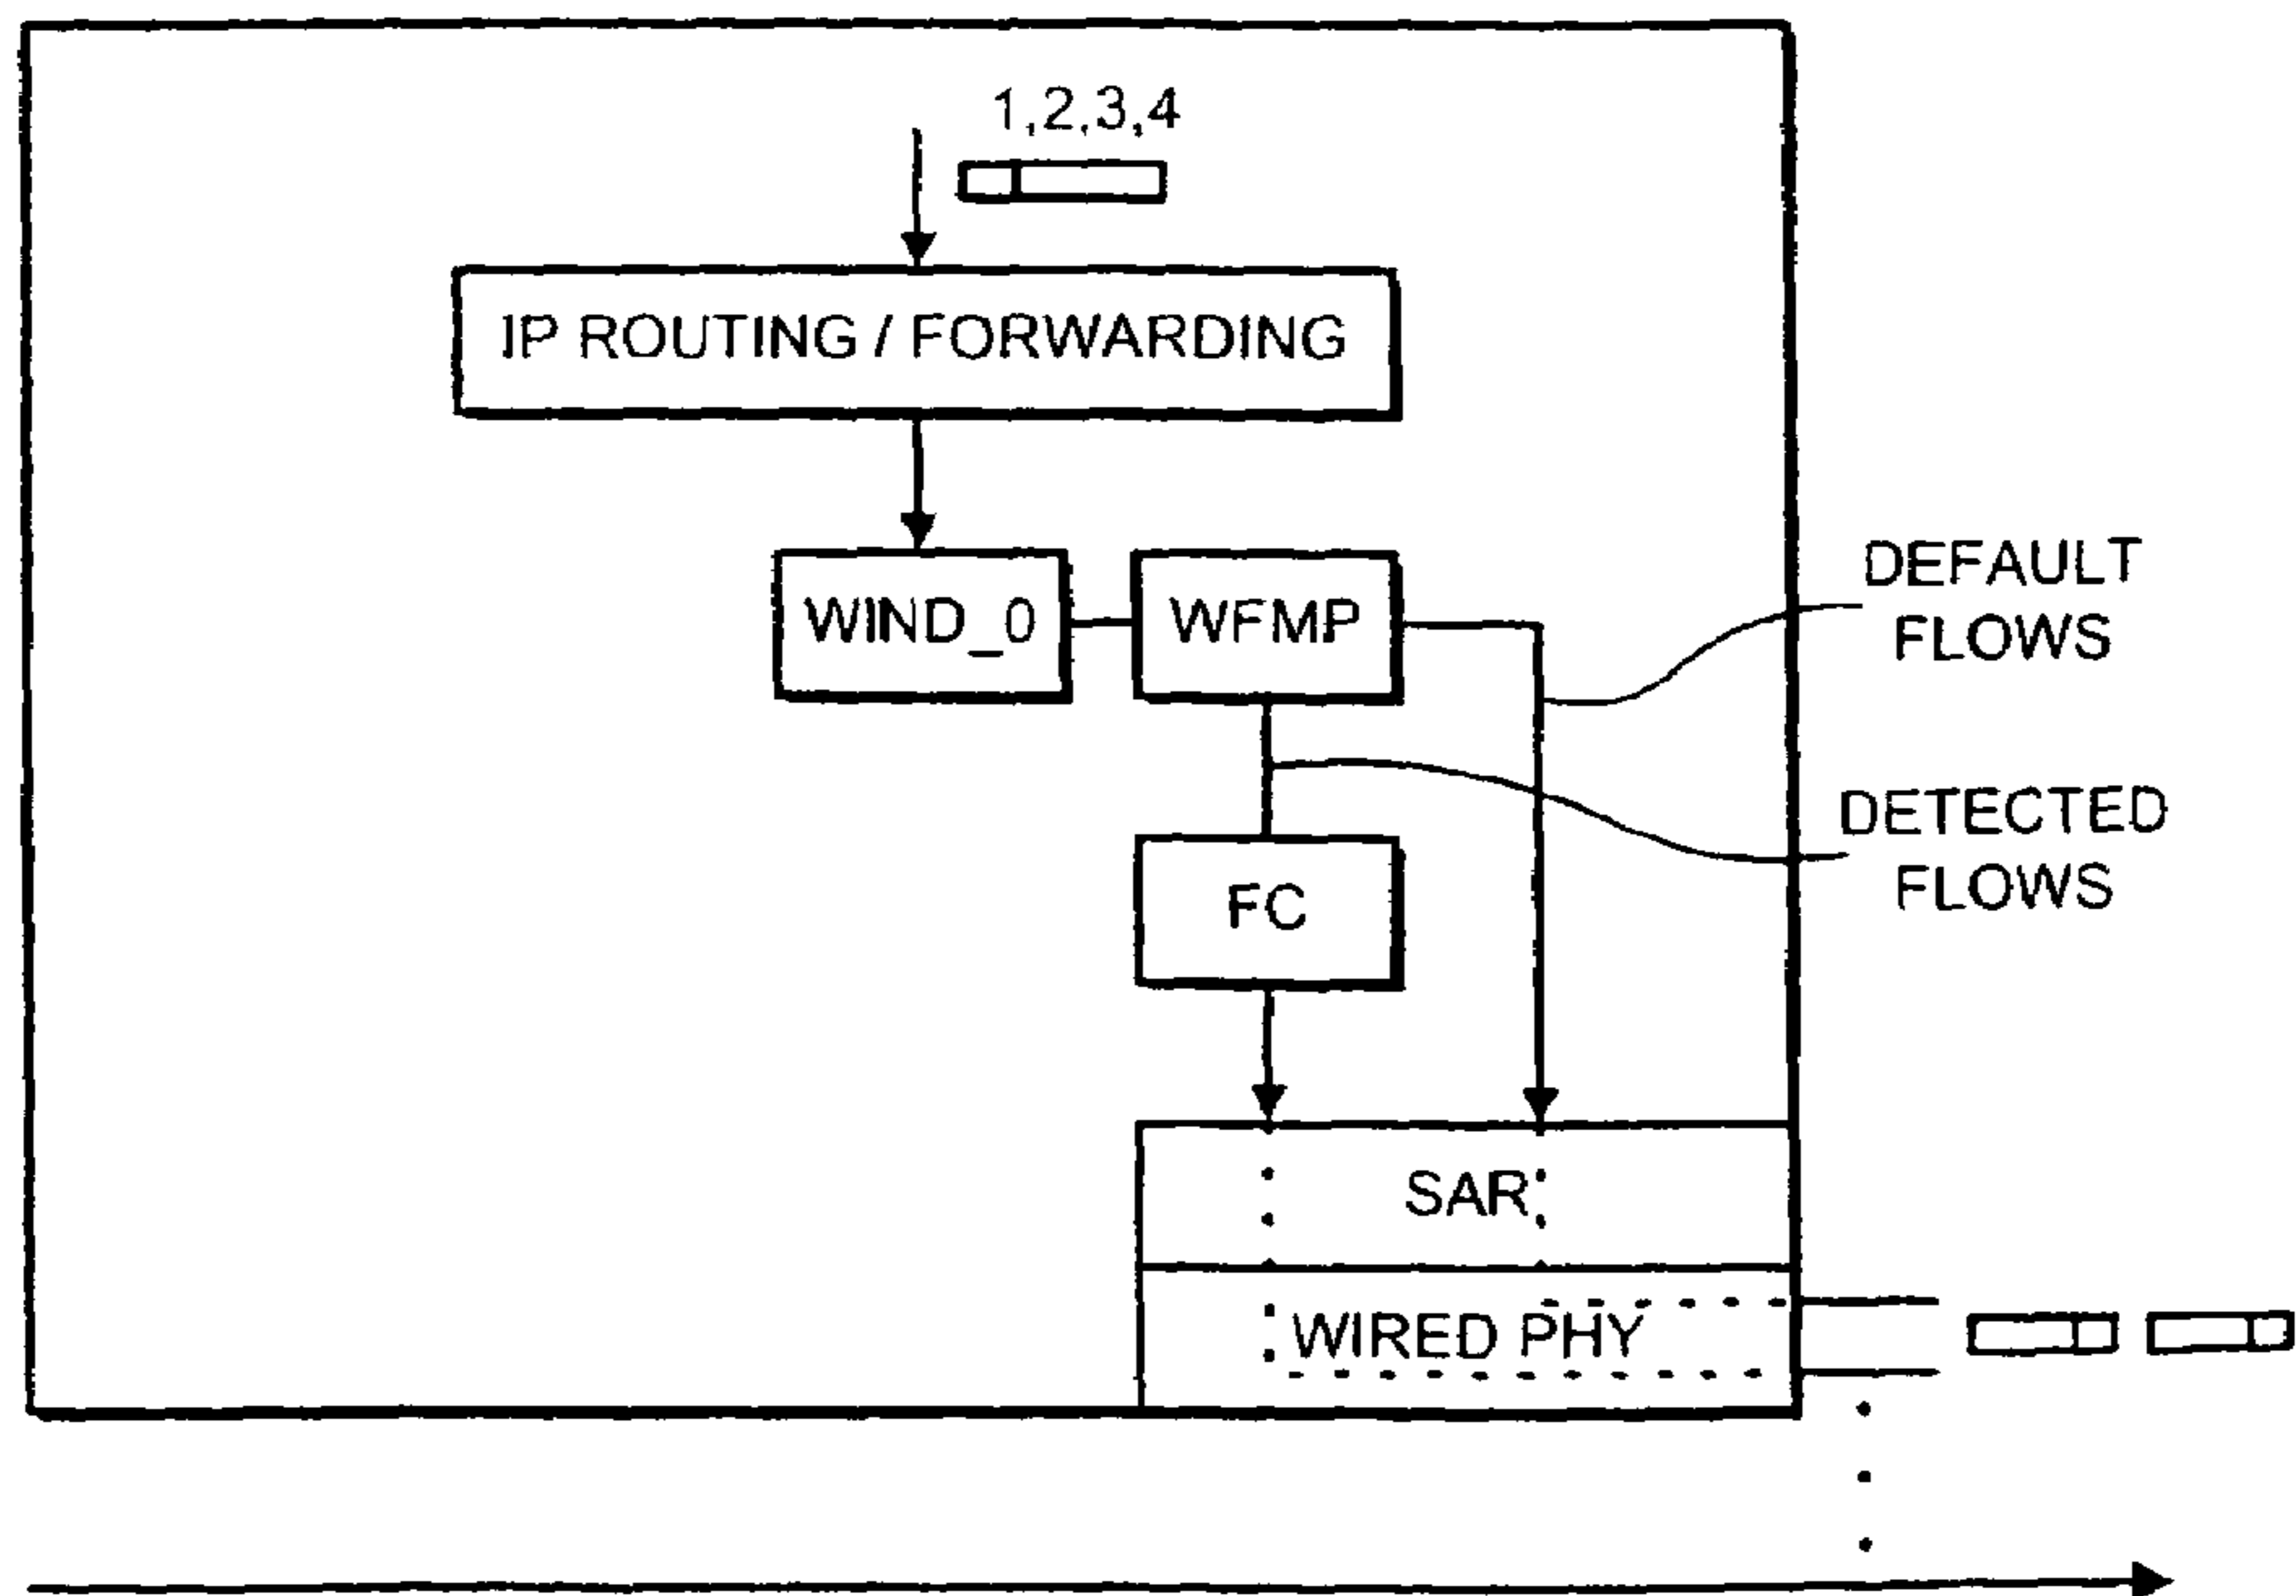 1,2,3,4
IP ROUTING / FORWARDING
WIND_0
WFMP
DEFAULT
FLOWS
DETECTED
FLOWS
FC
SAR
WIRED PHY